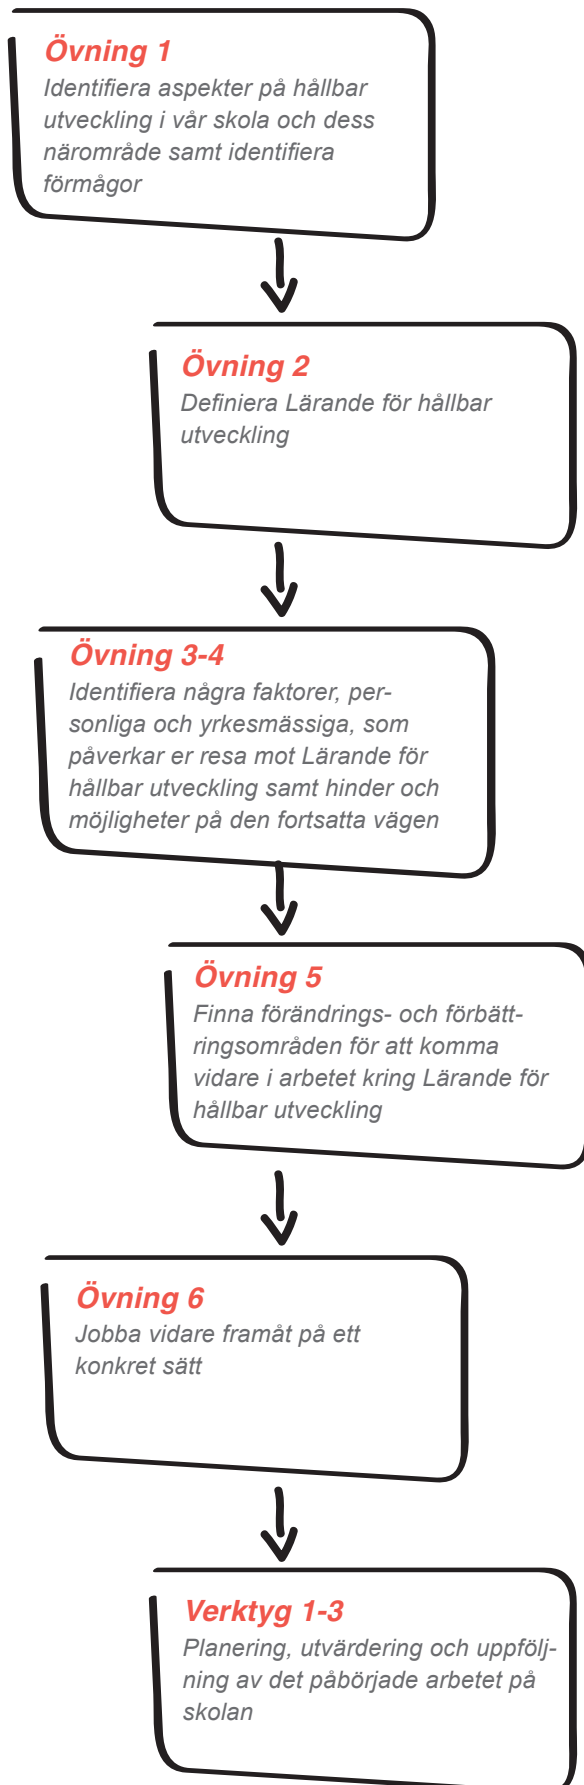 Övning 1
Identifiera aspekter på hållbar
utveckling i vår skola och dess
närområde samt identifiera
förmågor
Övning 2
Definiera Lärande för hållbar
utveckling
Övning 3-4
Identifiera några faktorer, per-
sonliga och yrkesmässiga, som
påverkar er resa mot Lärande för
hållbar utveckling samt hinder och
möjligheter på den fortsatta vägen
Övning 5
Finna förändrings- och förbätt-
ringsområden för att komma
vidare i arbetet kring Lärande för
hållbar utveckling
Övning 6
Jobba vidare framåt på ett
konkret sätt
Verktyg 1-3
Planering, utvärdering och uppfölj-
ning av det påbörjade arbetet på
skolan